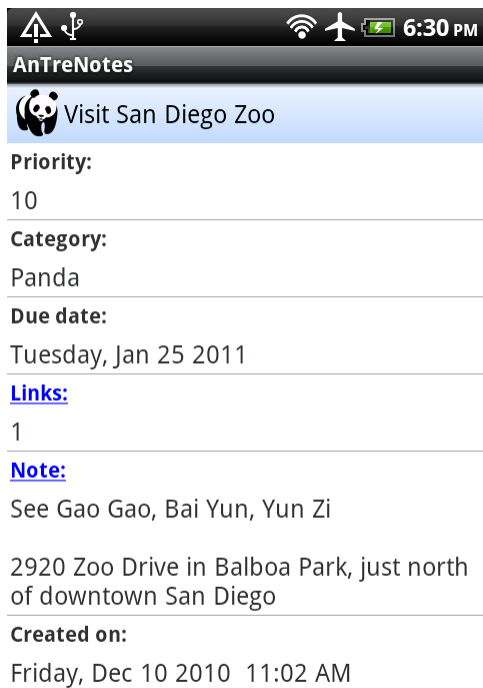 6:30 PM
AnTreNotes
Visit San Diego Zoo
Priority:
10
Category:
Panda
Due date:
Tuesday, Jan 25 2011
Links:
1
Note:
See Gao Gao, Bai Yun, Yun Zi
2920 Zoo Drive in Balboa Park, just north
of downtown San Diego
Created on:
Friday, Dec 10 2010  11:02 AM